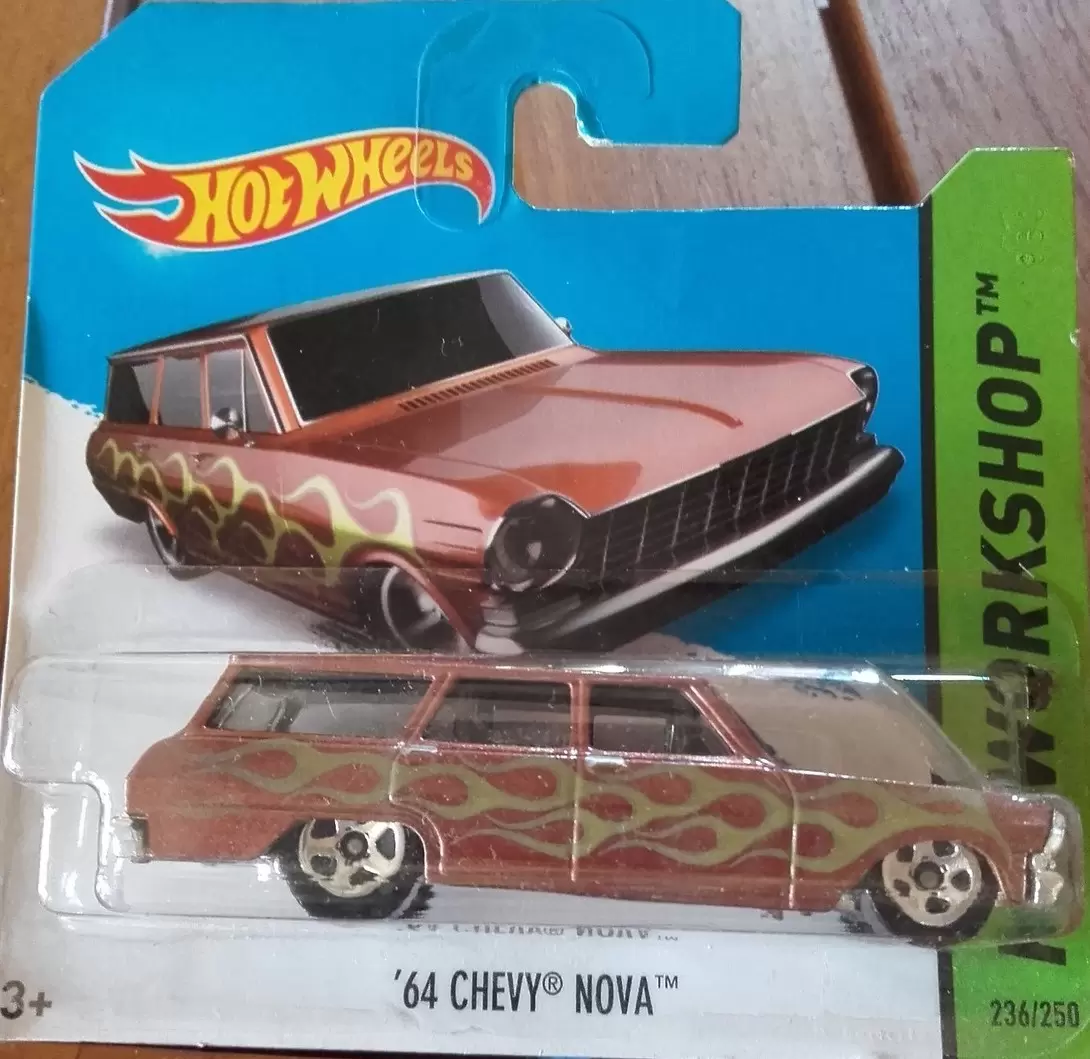 HOT WHEELS
HW WORKSHOP™
'64 CHEVY® NOVA™
3+
236/250